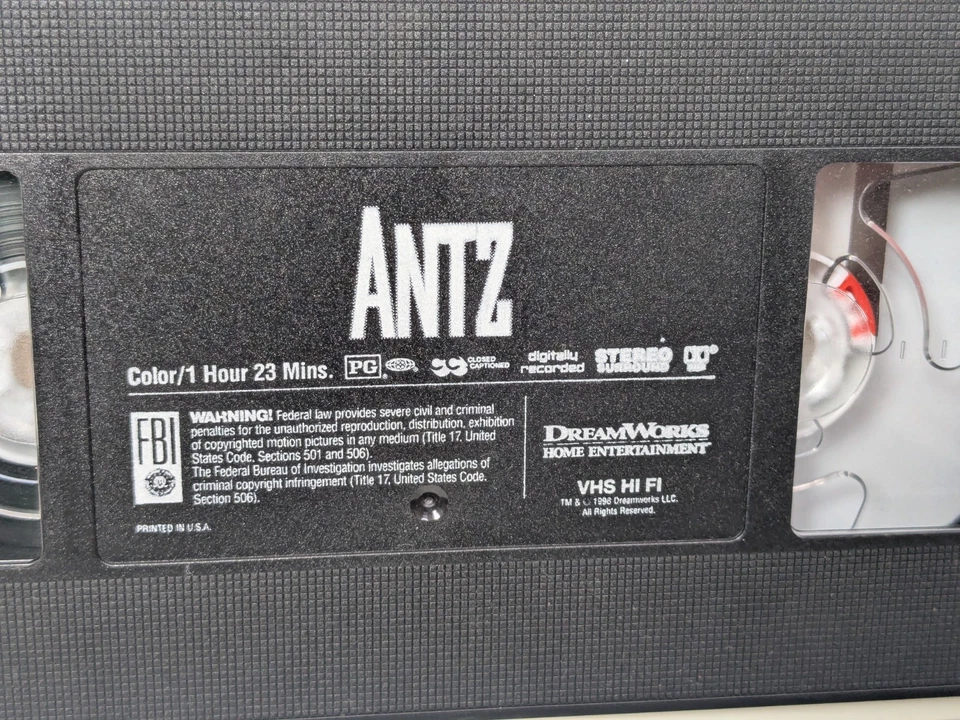 ANTZ
Color/1 Hour 23 Mins. PG CLOSED CAPTIONED digitally recorded STEREO SURROUND
FBI
WARNING! Federal law provides severe civil and criminal
penalties for the unauthorized reproduction, distribution, exhibition
of copyrighted motion pictures in any medium (Title 17, United
States Code, Sections 501 and 506).
The Federal Bureau of Investigation investigates allegations of
criminal copyright infringement (Title 17, United States Code.
Section 506).
PRINTED IN U.S.A.
DREAMWORKS
HOME ENTERTAINMENT
VHS HI FI
TM & © 1998 Dreamworks LLC.
All Rights Reserved.